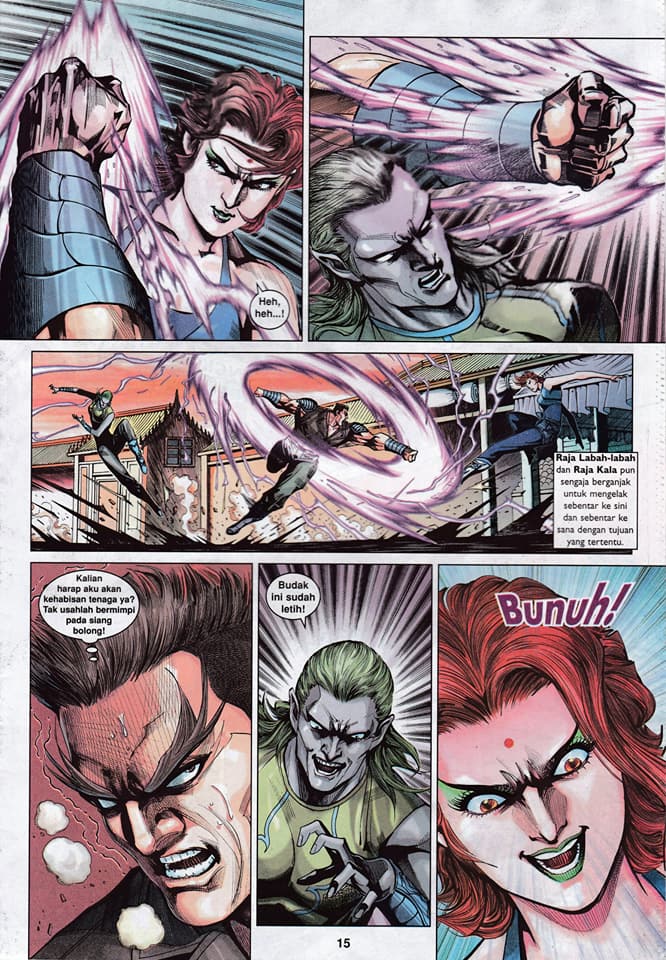 Heh,
heh...!
Raja Labah-labah
dan Raja Kala pun
sengaja berganjak
untuk mengelak
sebentar ke sini
dan sebentar ke
sana dengan tujuan
yang tertentu.
Kalian
harap aku akan
kehabisan tenaga ya?
Tak usahlah bermimpi
pada siang
bolong!
Budak
ini sudah
letih!
Bunuh!
15